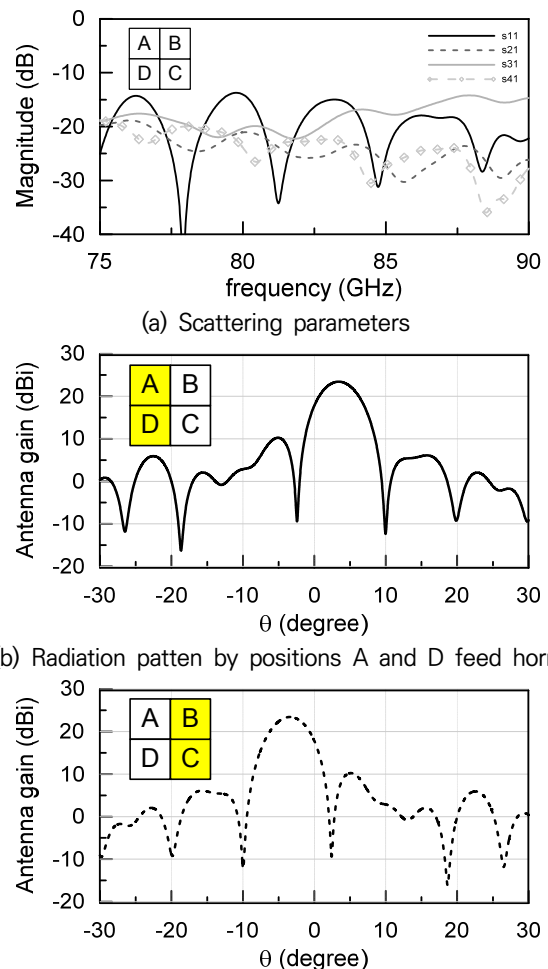 0
-10
-20
-30
-40
Magnitude (dB)
A B
D C
s11
s21
s31
s41
75 80 85 90
frequency (GHz)
(a) Scattering parameters
30
20
10
0
-10
-20
Antenna gain (dBi)
A B
D C
-30 -20 -10 0 10 20 30
θ (degree)
) Radiation patten by positions A and D feed horr
30
20
10
0
-10
-20
Antenna gain (dBi)
A B
D C
-30 -20 -10 0 10 20 30
θ (degree)